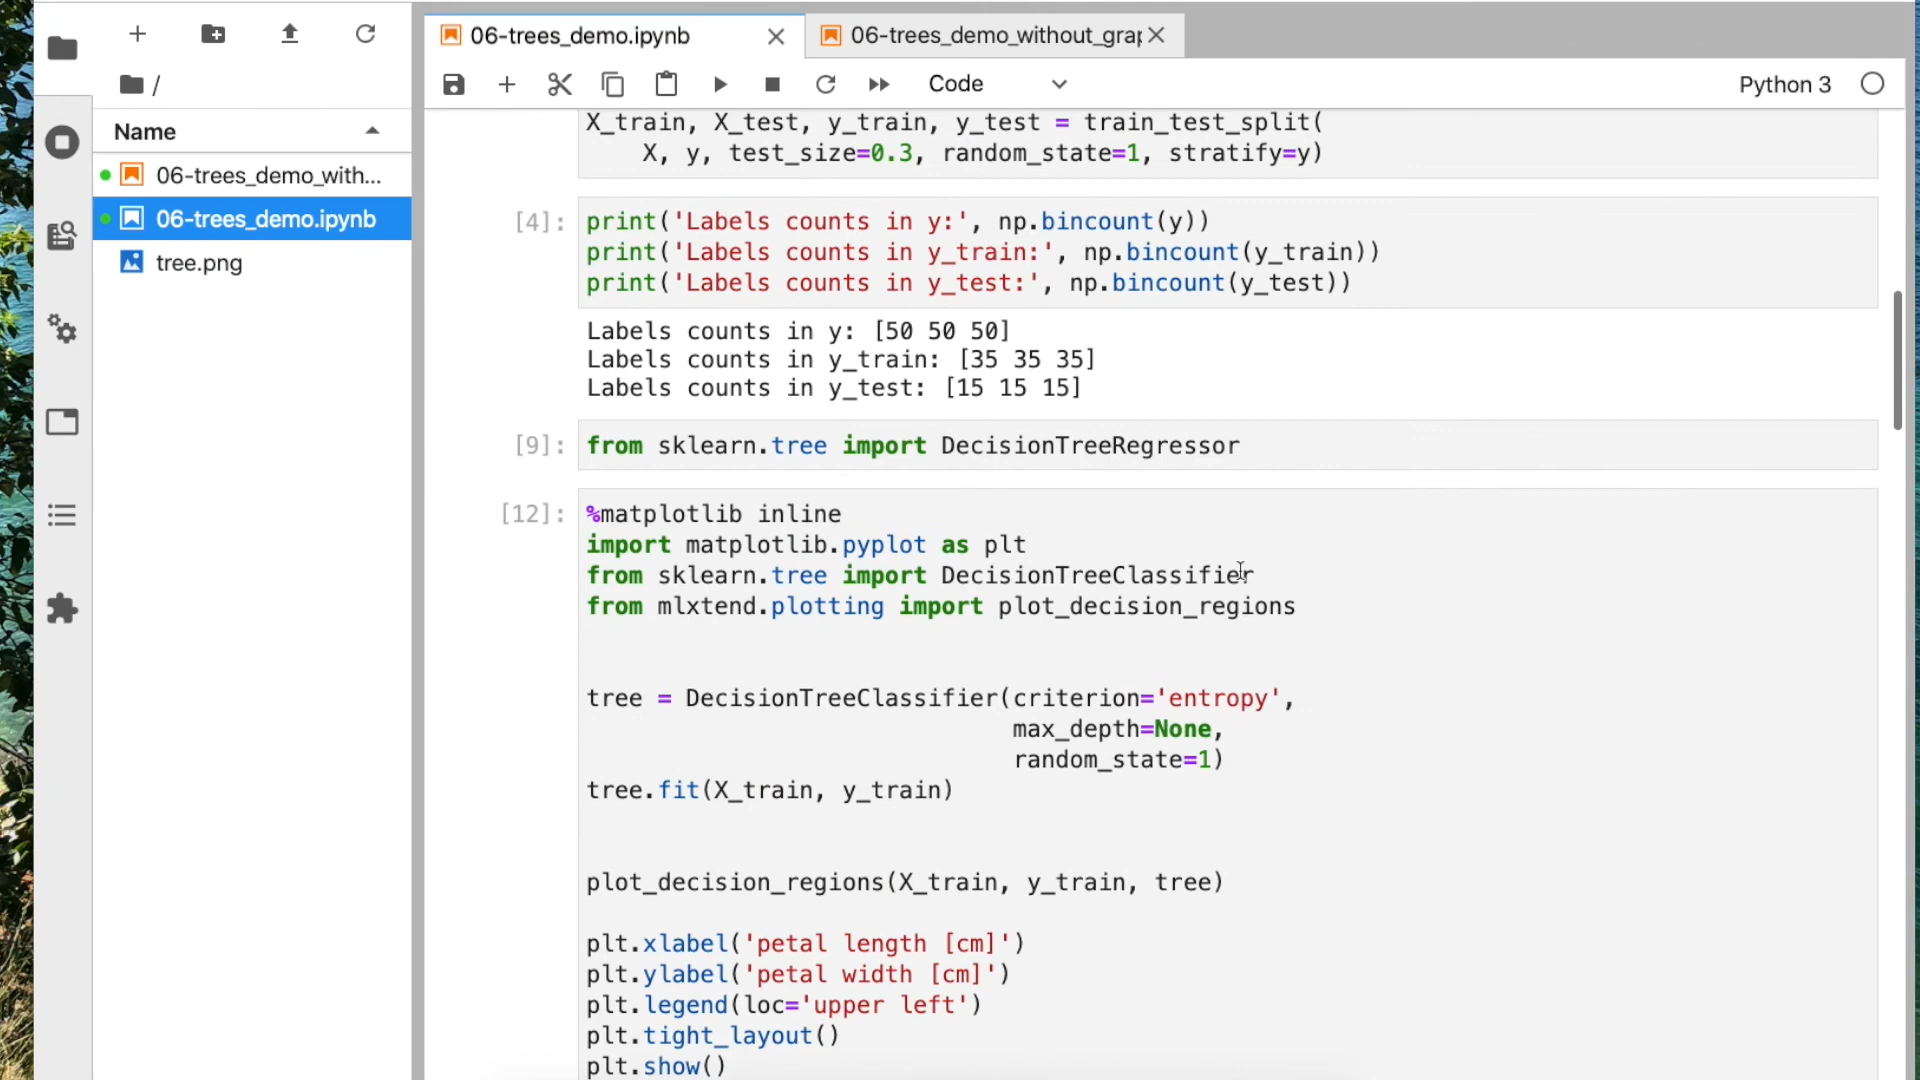 06-trees_demo.ipynb
06-trees_demo_without_gra
/
Code
Python 3
Name
06-trees_demo_with...
06-trees_demo.ipynb
tree.png
X_train, X_test, y_train, y_test = train_test_split(
X, y, test_size=0.3, random_state=1, stratify=y)
[4]:
print('Labels counts in y:', np.bincount(y))
print('Labels counts in y_train:', np.bincount(y_train))
print('Labels counts in y_test:', np.bincount(y_test))
Labels counts in y: [50 50 50]
Labels counts in y_train: [35 35 35]
Labels counts in y_test: [15 15 15]
[9]:
from sklearn.tree import DecisionTreeRegressor
[12]:
%matplotlib inline
import matplotlib.pyplot as plt
from sklearn.tree import DecisionTreeClassifier
from mlxtend.plotting import plot_decision_regions
tree = DecisionTreeClassifier(criterion='entropy',
max_depth=None,
random_state=1)
tree.fit(X_train, y_train)
plot_decision_regions(X_train, y_train, tree)
plt.xlabel('petal length [cm]')
plt.ylabel('petal width [cm]')
plt.legend(loc='upper left')
plt.tight_layout()
plt.show()